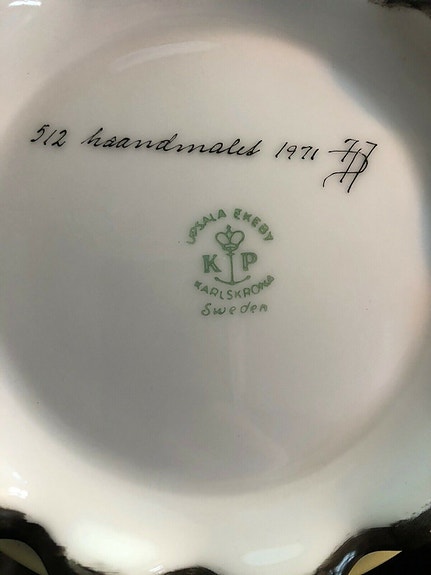 512 haandmalet 1971
UPSALA EKEBY
K P
KARLSKRONA
Sweden